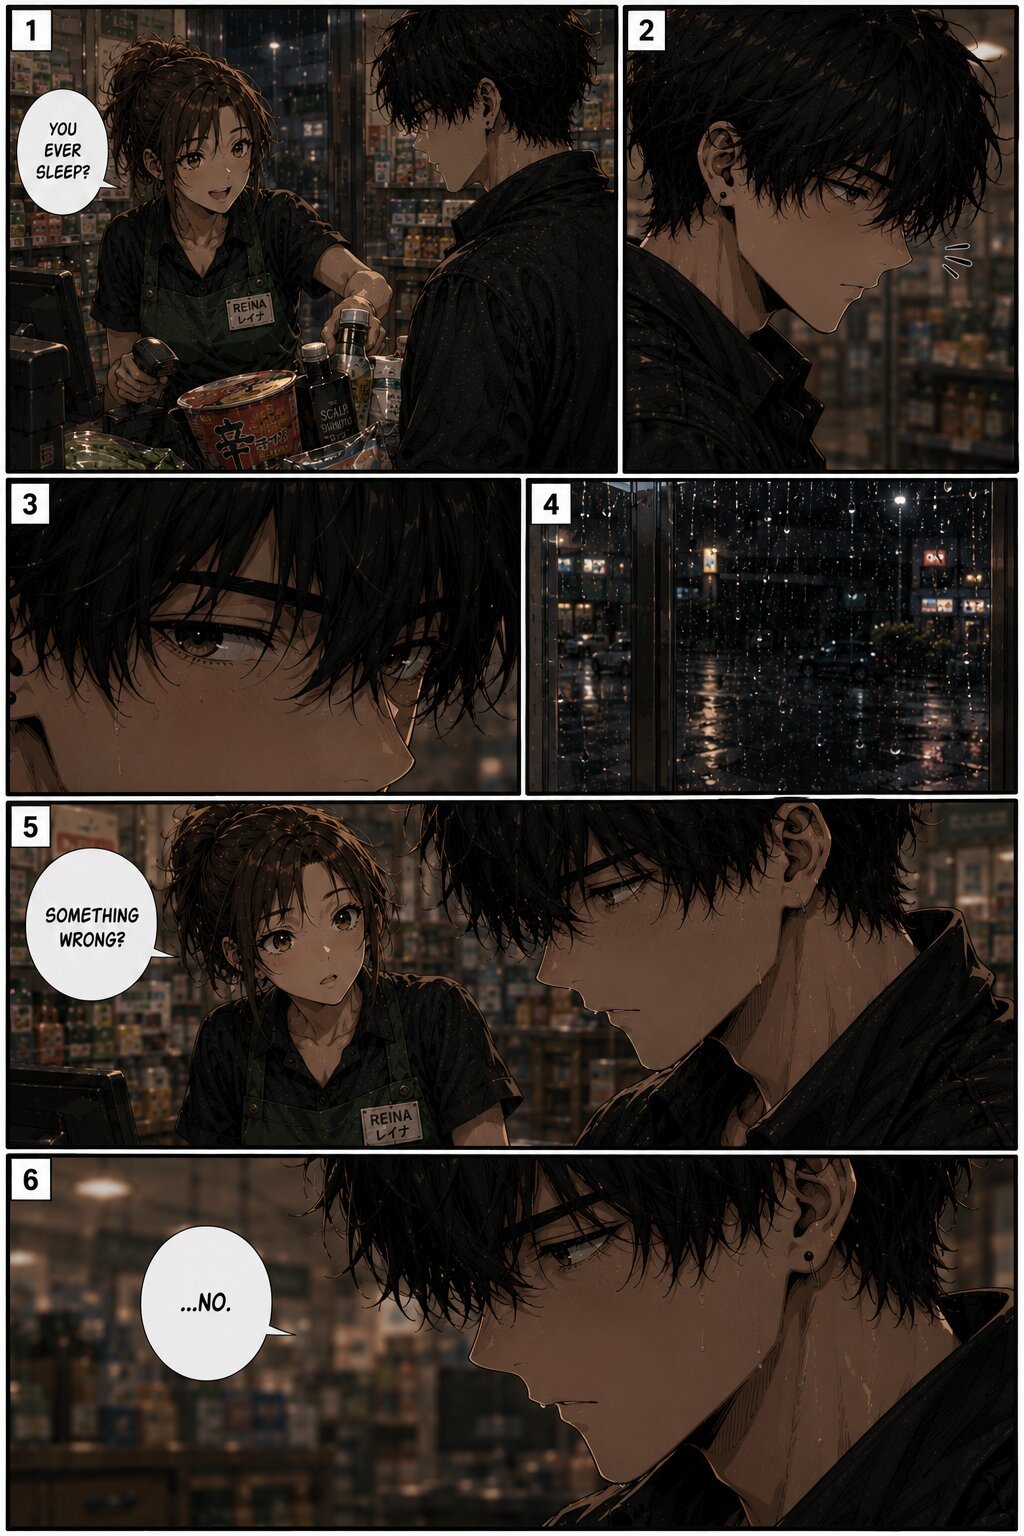 1
YOU
EVER
SLEEP?
REINA
レイナ
辛
SCALP
2
3
4
5
SOMETHING
WRONG?
REINA
レイナ
6
...NO.